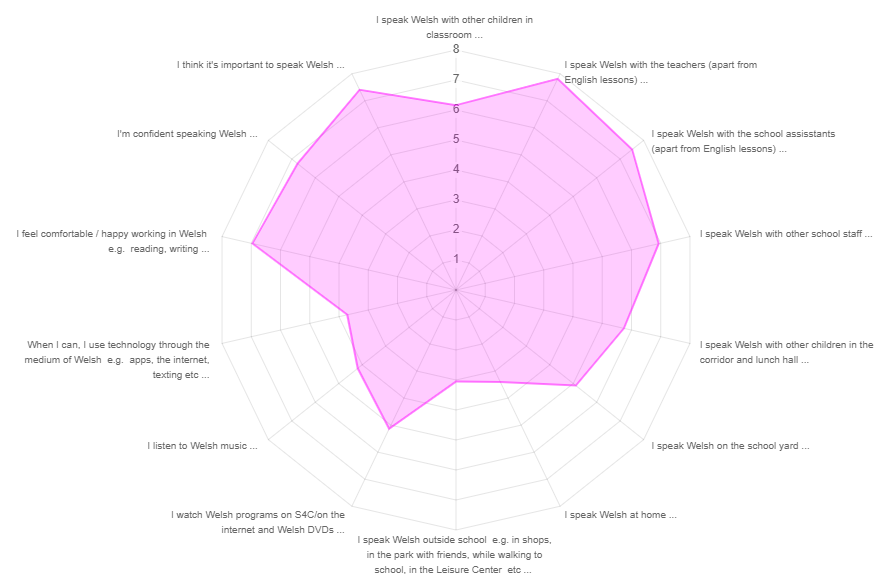 I speak Welsh with other children in
classroom ...
8
7
6
5
4
3
2
1
I speak Welsh with the teachers (apart from
English lessons) ...
I speak Welsh with the school assisstants
(apart from English lessons) ...
I speak Welsh with other school staff ...
I speak Welsh with other children in the
corridor and lunch hall ...
I speak Welsh on the school yard ...
I speak Welsh at home ...
I speak Welsh outside school e.g. in shops,
in the park with friends, while walking to
school, in the Leisure Center etc ...
I watch Welsh programs on S4C/on the
internet and Welsh DVDs ...
I listen to Welsh music ...
When I can, I use technology through the
medium of Welsh e.g. apps, the internet,
texting etc ...
I feel comfortable / happy working in Welsh
e.g. reading, writing ...
I'm confident speaking Welsh ...
I think it's important to speak Welsh ...